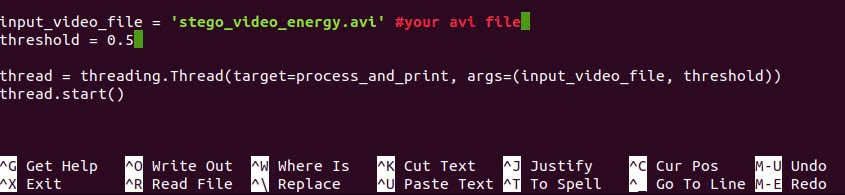 input_video_file = 'stego_video_energy.avi' #your avi file
threshold = 0.5
thread = threading.Thread(target=process_and_print, args=(input_video_file, threshold))
thread.start()
^G Get Help ^O Write Out ^W Where Is ^K Cut Text ^J Justify ^C Cur Pos M-U Undo
^X Exit ^R Read File ^\ Replace ^U Paste Text ^T To Spell ^_ Go To Line M-E Redo